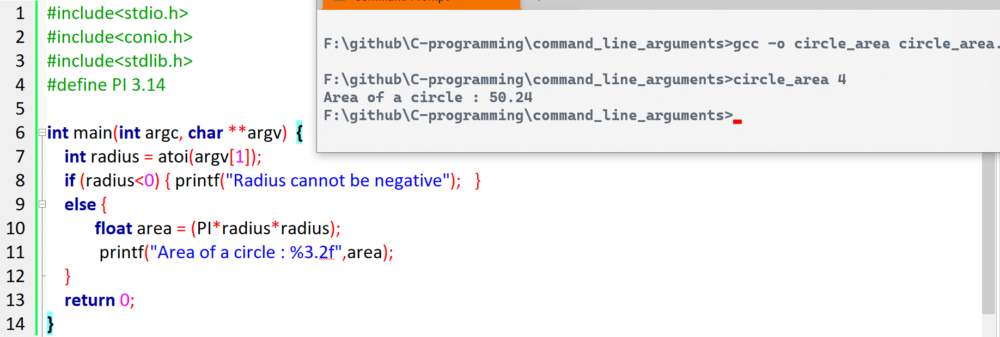 1 #include<stdio.h>
2 #include<conio.h>
3 #include<stdlib.h>
4 #define PI 3.14
5
6 int main(int argc, char **argv) {
7 int radius = atoi(argv[1]);
8 if (radius<0) { printf("Radius cannot be negative"); }
9 else {
10 float area = (PI*radius*radius);
11 printf("Area of a circle : %3.2f",area);
12 }
13 return 0;
14 }
F:\github\C-programming\command_line_arguments>gcc -o circle_area circle_area.
F:\github\C-programming\command_line_arguments>circle_area 4
Area of a circle : 50.24
F:\github\C-programming\command_line_arguments>